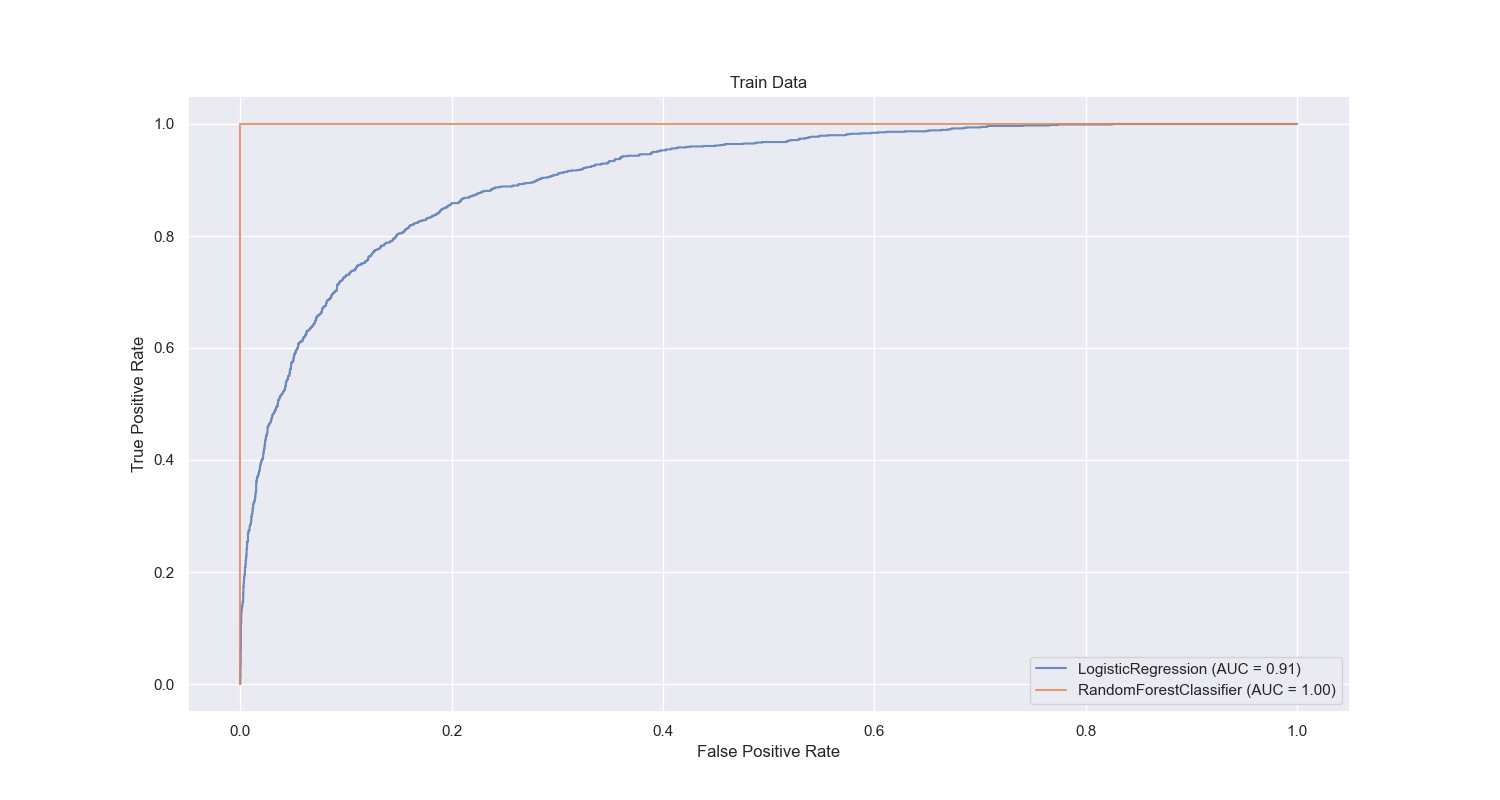 Train Data
1.0
0.8
0.6
0.4
0.2
0.0
True Positive Rate
LogisticRegression (AUC = 0.91)
RandomForestClassifier (AUC = 1.00)
0.0 0.2 0.4 0.6 0.8 1.0
False Positive Rate